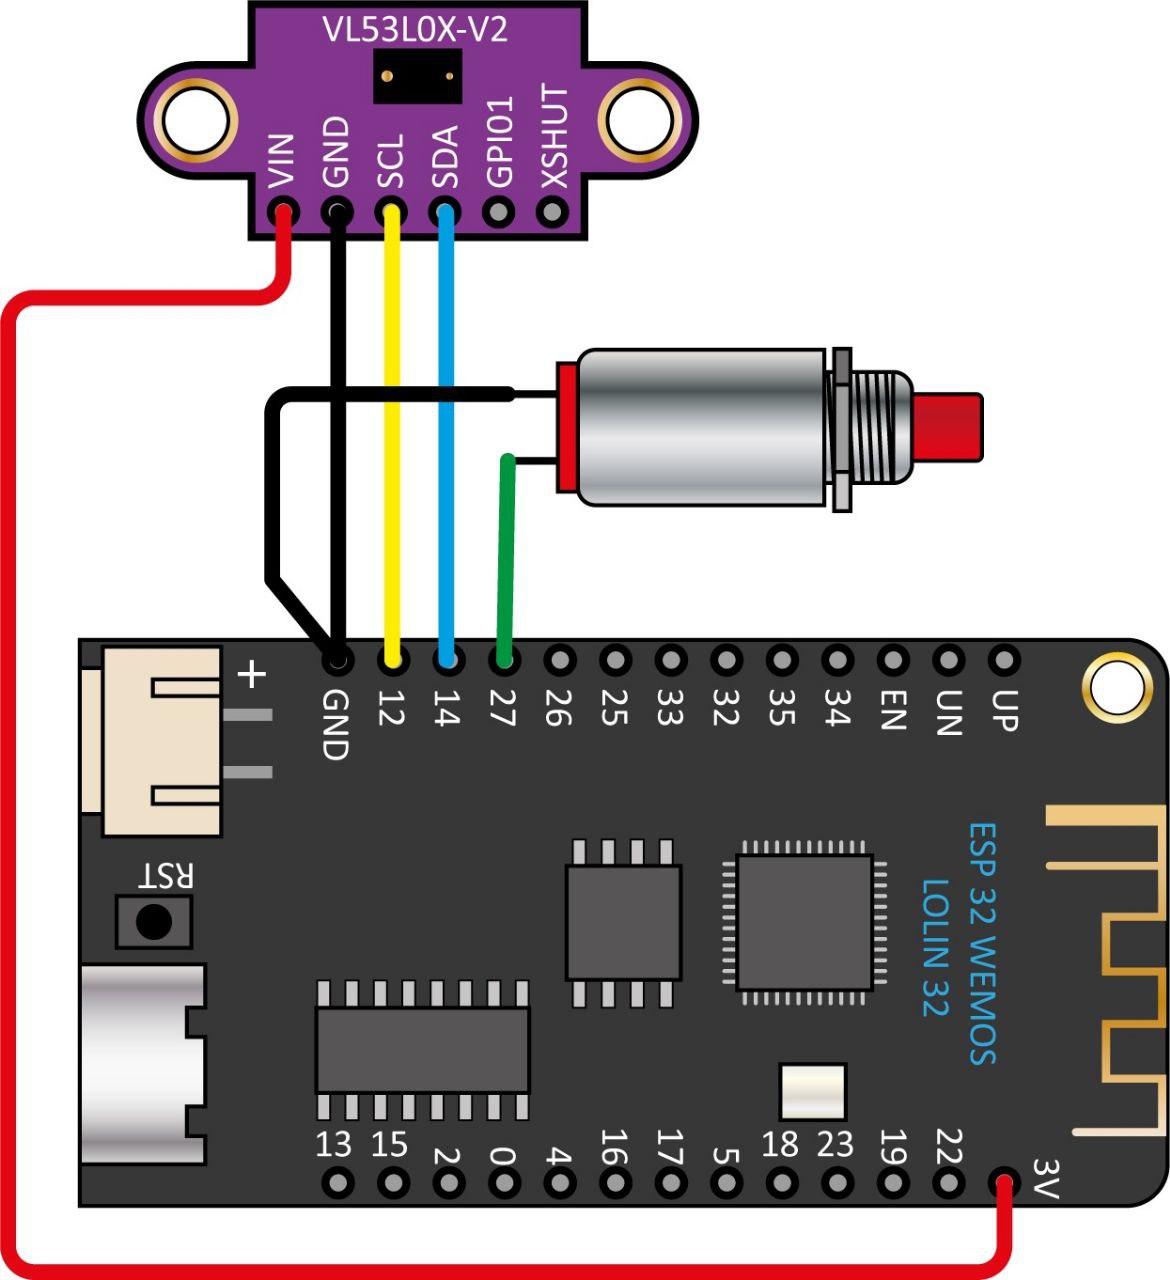 VL53L0X-V2
VIN
GND
SCL
SDA
GPI01
XSHUT
+
GND
12
14
27
26
25
33
32
35
34
EN
UN
UP
RST
ESP 32 WEMOS
LOLIN 32
13
15
2
0
4
16
17
5
18
23
19
22
3V